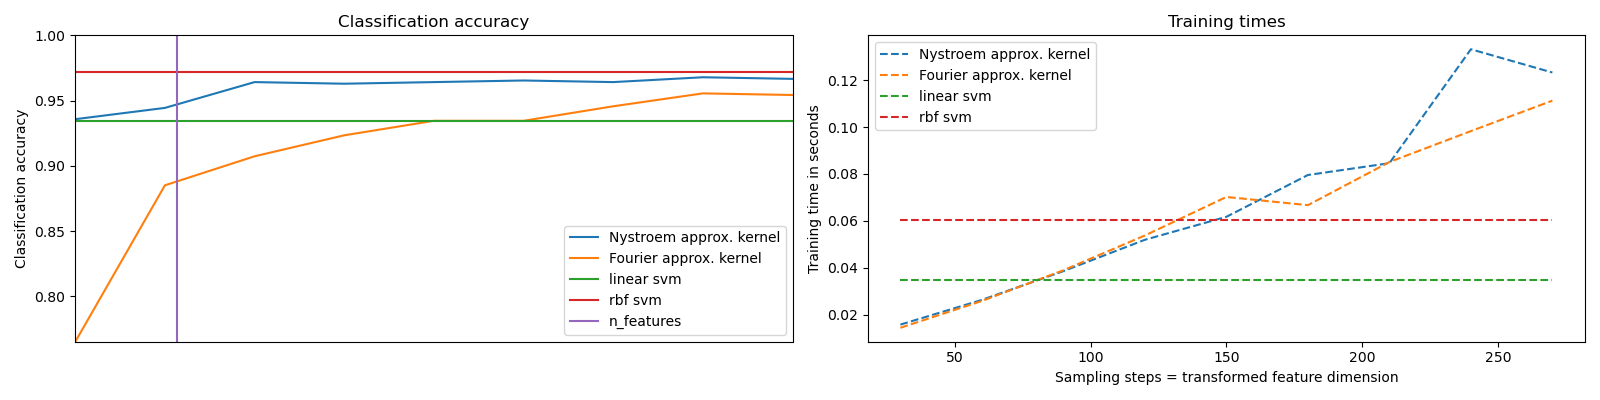 Classification accuracy
Classification accuracy
1.00
0.95
0.90
0.85
0.80
Nystroem approx. kernel
Fourier approx. kernel
linear svm
rbf svm
n_features
Training times
Training time in seconds
0.12
0.10
0.08
0.06
0.04
0.02
Nystroem approx. kernel
Fourier approx. kernel
linear svm
rbf svm
50
100
150
200
250
Sampling steps = transformed feature dimension